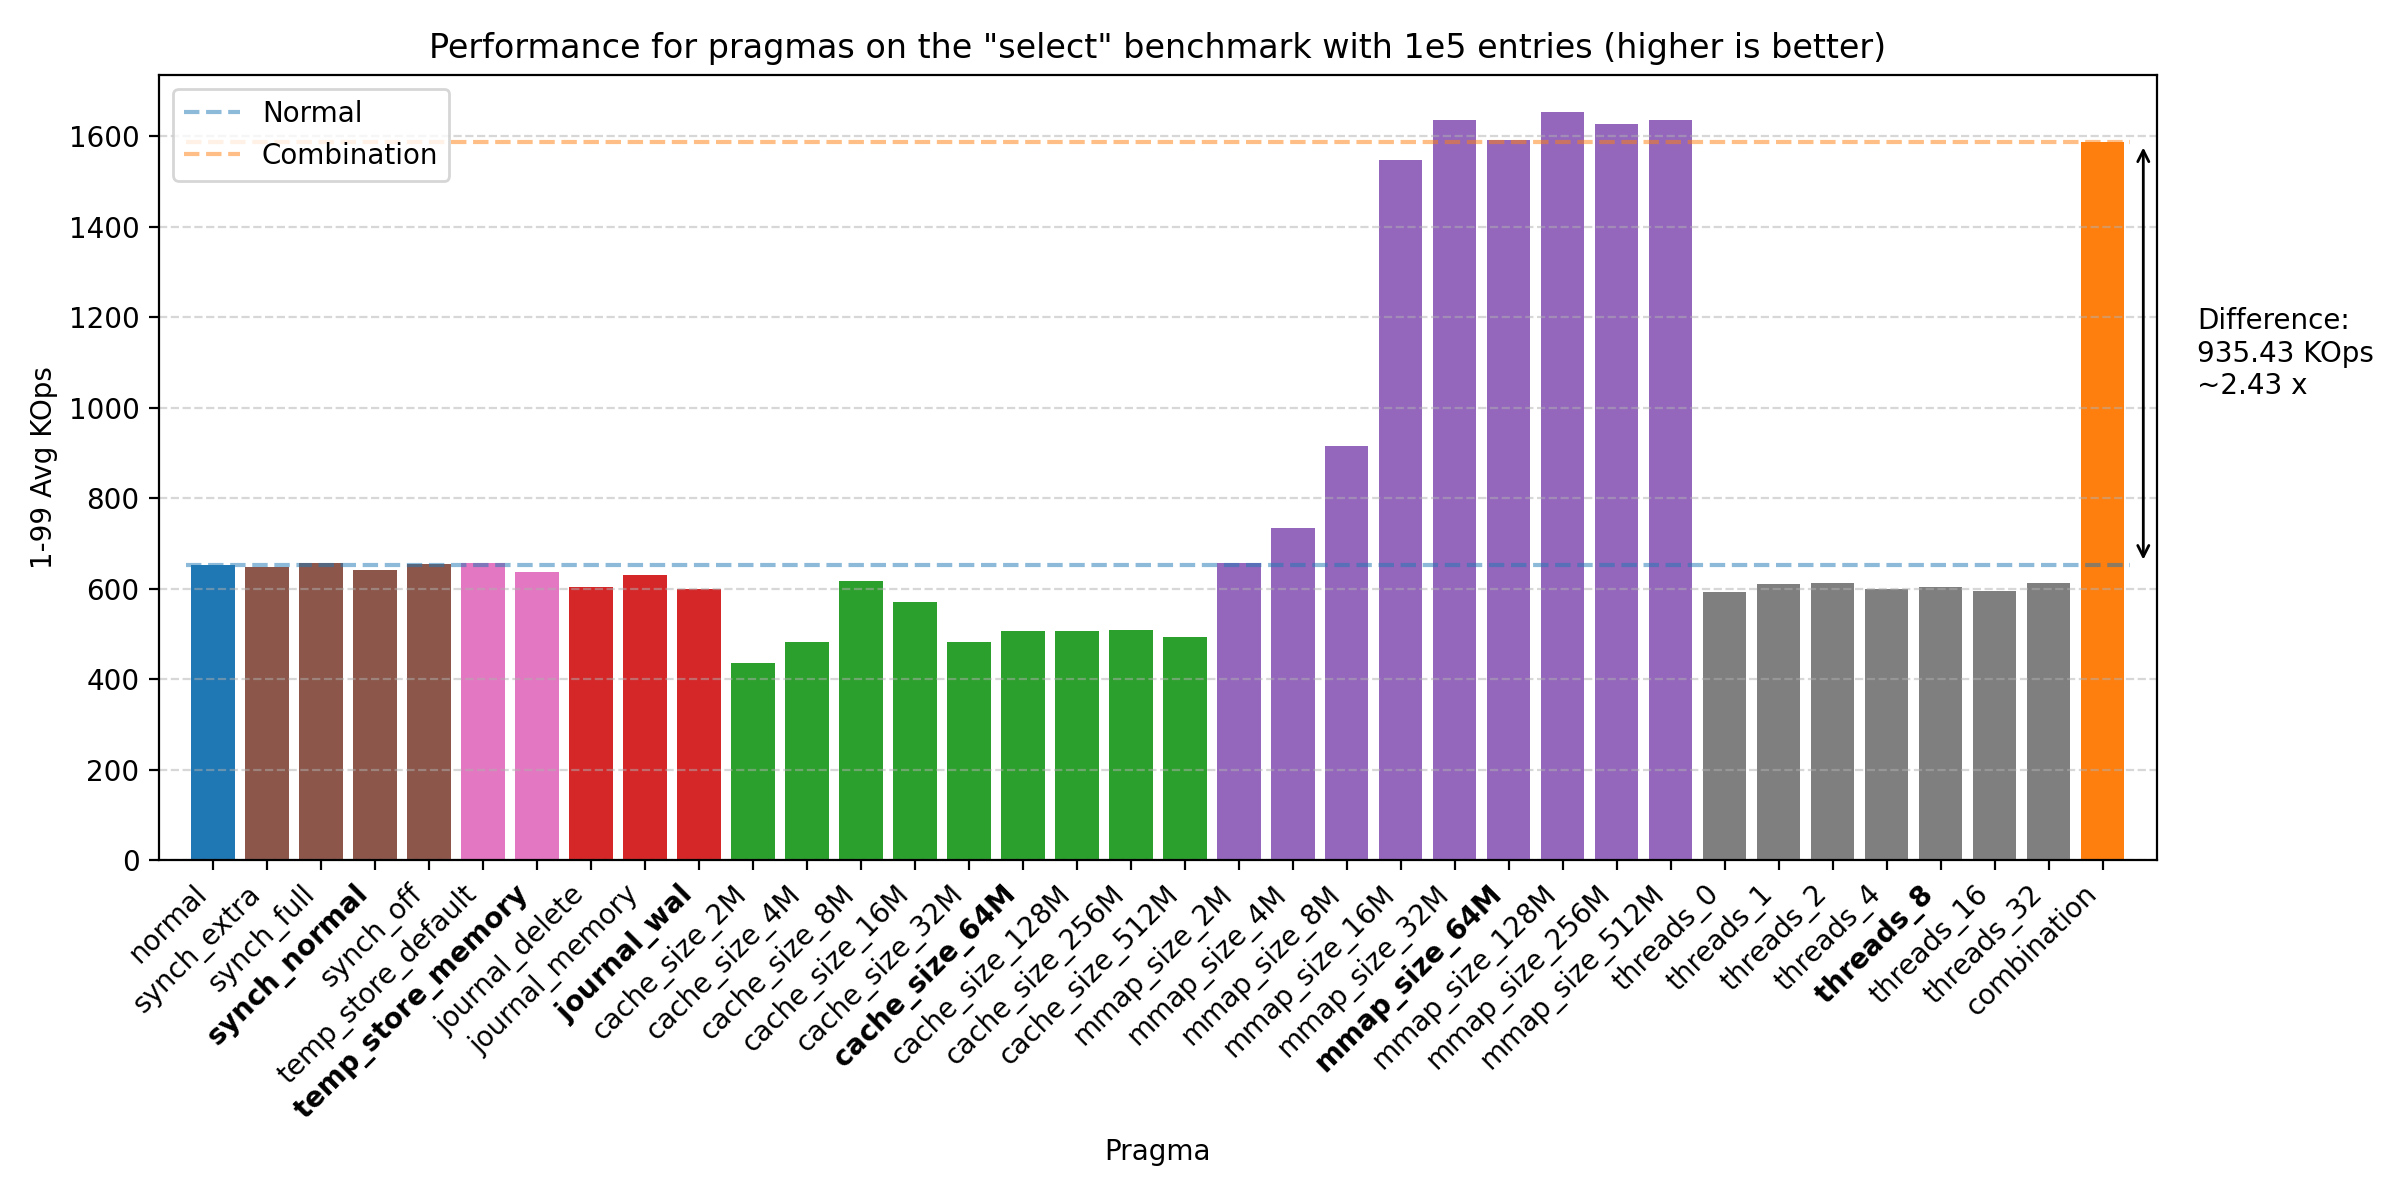 Performance for pragmas on the "select" benchmark with 1e5 entries (higher is better)
Normal
Combination
1-99 Avg KOps
1600
1400
1200
1000
800
600
400
200
0
Difference:
935.43 KOps
~2.43 x
normal
synch_extra
synch_full
synch_normal
synch_off
temp_store_default
temp_store_memory
journal_delete
journal_memory
journal_wal
cache_size_2M
cache_size_4M
cache_size_8M
cache_size_16M
cache_size_32M
cache_size_64M
cache_size_128M
cache_size_256M
cache_size_512M
mmap_size_2M
mmap_size_4M
mmap_size_8M
mmap_size_16M
mmap_size_32M
mmap_size_64M
mmap_size_128M
mmap_size_256M
mmap_size_512M
threads_0
threads_1
threads_2
threads_4
threads_8
threads_16
threads_32
combination
Pragma